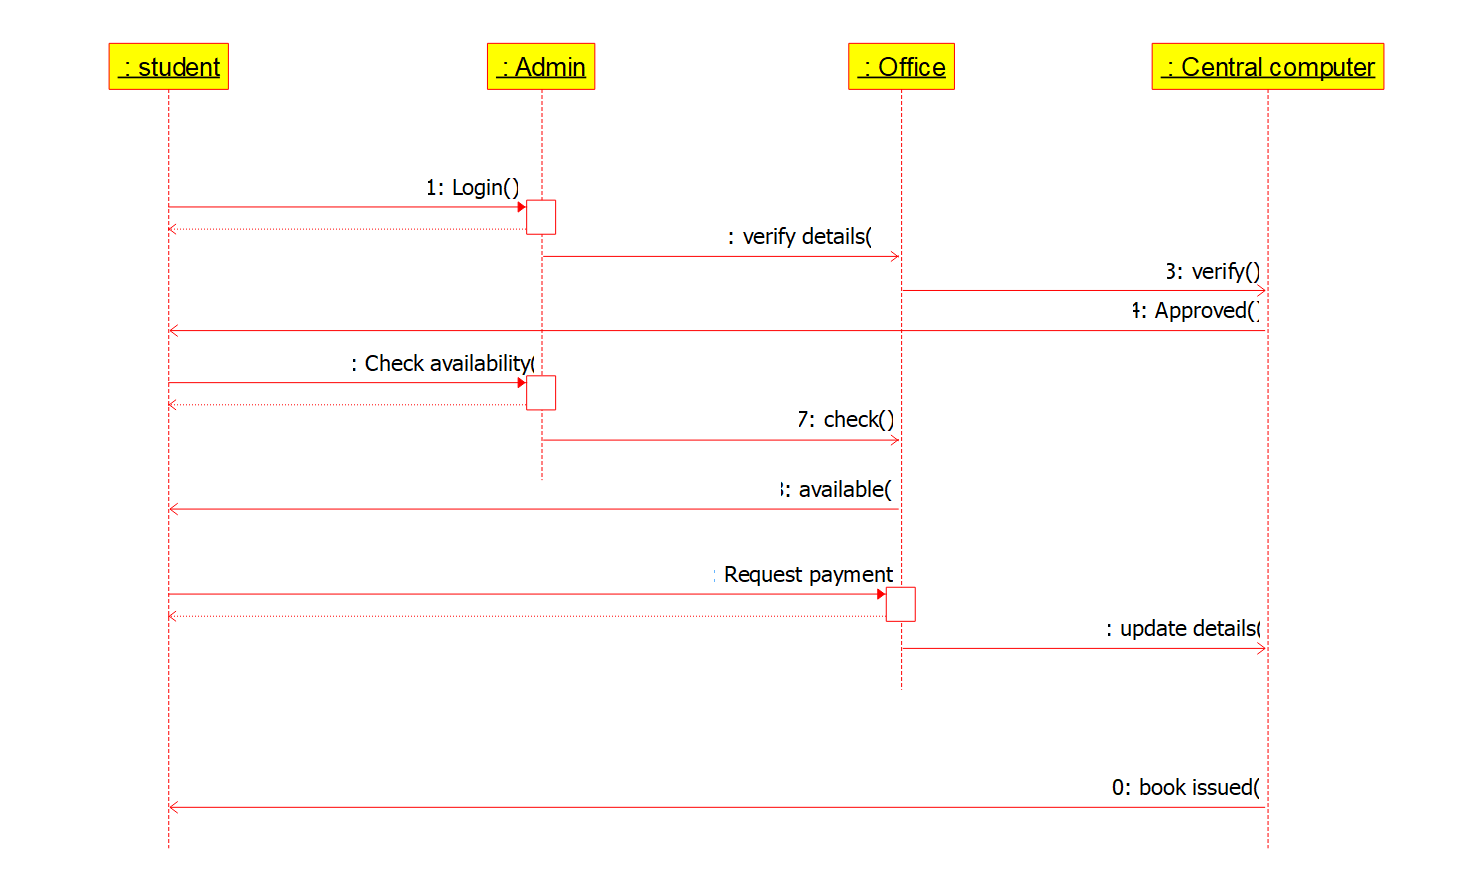 : student
: Admin
: Office
: Central computer
1: Login()
: verify details(
3: verify()
: Approved()
: Check availability(
7: check()
: available(
: Request payment
: update details(
0: book issued(